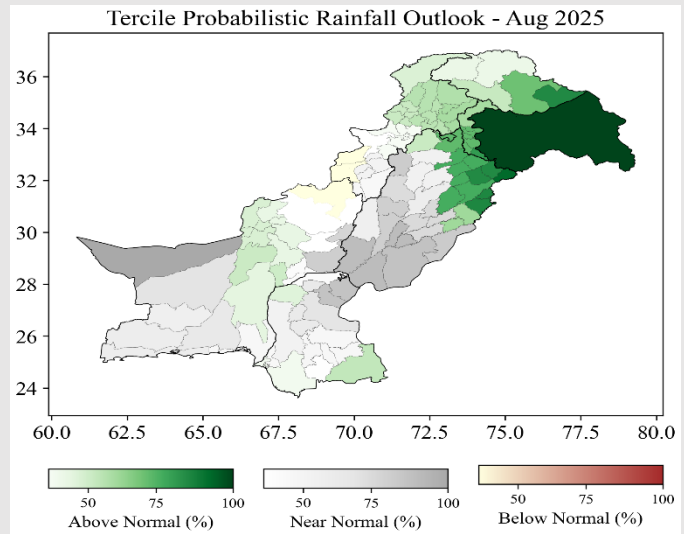 Tercile Probabilistic Rainfall Outlook - Aug 2025
36
34
32
30
28
26
24
60.0 62.5 65.0 67.5 70.0 72.5 75.0 77.5 80.0
50 75 100 50 75 100 50 75 100
Above Normal (%) Near Normal (%) Below Normal (%)